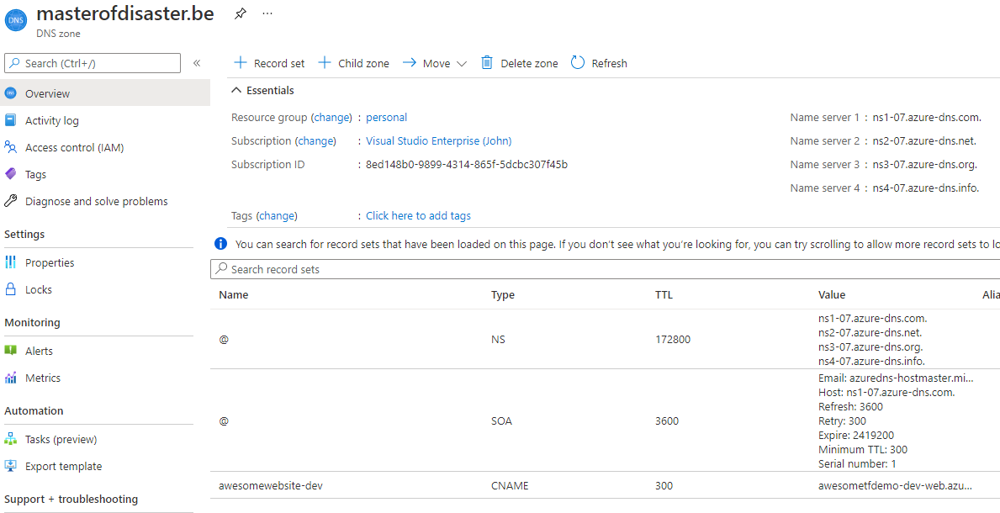 DNS
masterofdisaster.be
DNS zone
Search (Ctrl+/)
Record set
Child zone
Move
Delete zone
Refresh
DNS
Overview
Activity log
Access control (IAM)
Tags
Diagnose and solve problems
Settings
Properties
Locks
Monitoring
Alerts
Metrics
Automation
Tasks (preview)
Export template
Support + troubleshooting
Essentials
Resource group (change) : personal
Subscription (change) : Visual Studio Enterprise (John)
Subscription ID : 8ed148b0-9899-4314-865f-5dcbc307f45b
Name server 1 : ns1-07.azure-dns.com.
Name server 2 : ns2-07.azure-dns.net.
Name server 3 : ns3-07.azure-dns.org.
Name server 4 : ns4-07.azure-dns.info.
Tags (change) : Click here to add tags
You can search for record sets that have been loaded on this page. If you don't see what you're looking for, you can try scrolling to allow more record sets to lo
Search record sets
Name Type TTL Value Alia
@ NS 172800
ns1-07.azure-dns.com.
ns2-07.azure-dns.net.
ns3-07.azure-dns.org.
ns4-07.azure-dns.info.
@ SOA 3600
Email: azuredns-hostmaster.mi...
Host: ns1-07.azure-dns.com.
Refresh: 3600
Retry: 300
Expire: 2419200
Minimum TTL: 300
Serial number: 1
awesomewebsite-dev CNAME 300 awesometfdemo-dev-web.azu...